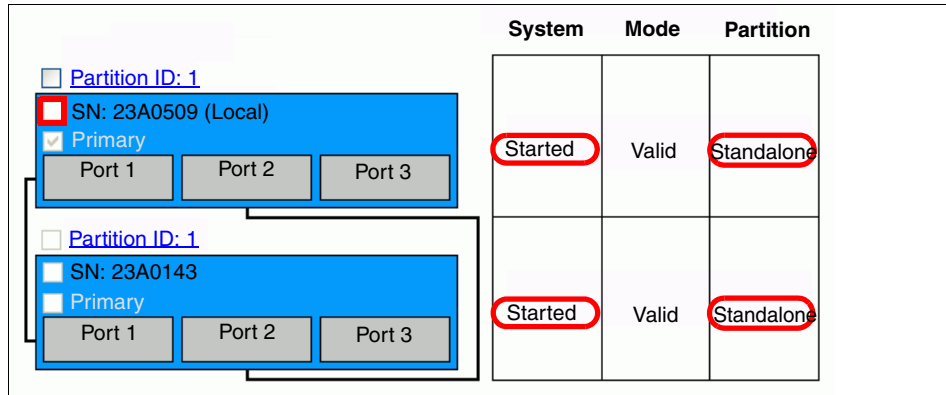 System Mode Partition
Partition ID: 1
SN: 23A0509 (Local)
Primary
Port 1 Port 2 Port 3
Started Valid Standalone
Partition ID: 1
SN: 23A0143
Primary
Port 1 Port 2 Port 3
Started Valid Standalone